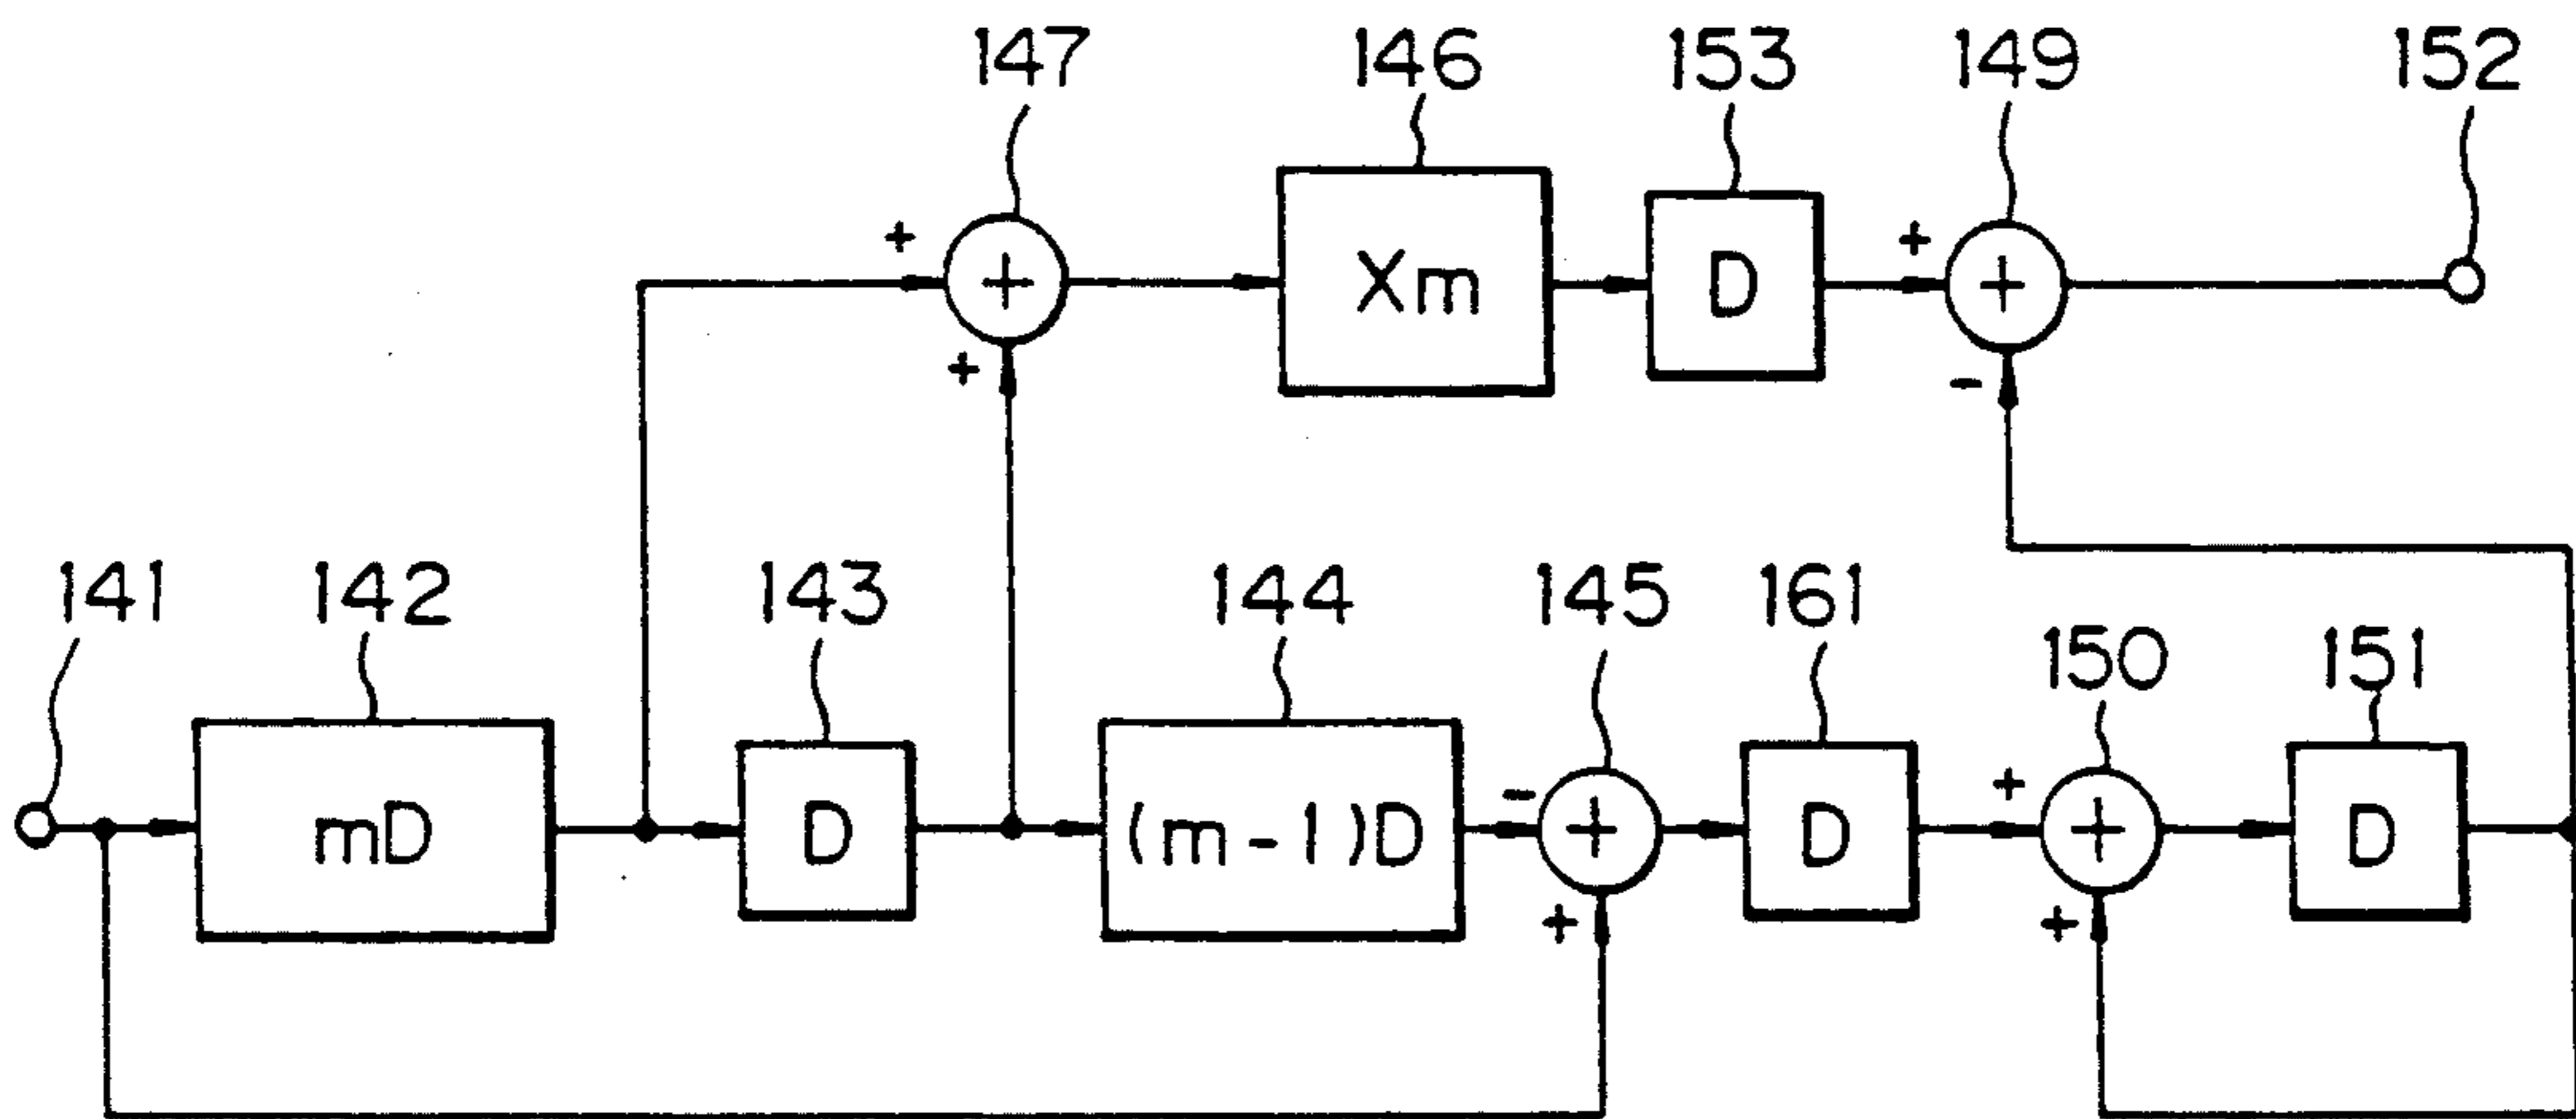 147 146 153 149 152
+ + Xm D + +
+ -
141 142 143 144 145 161 150 151
mD D (m-1)D - + D + + D
+ +